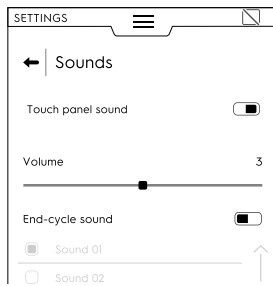 SETTINGS
Sounds
Touch panel sound
Volume 3
End-cycle sound
Sound 01
Sound 02